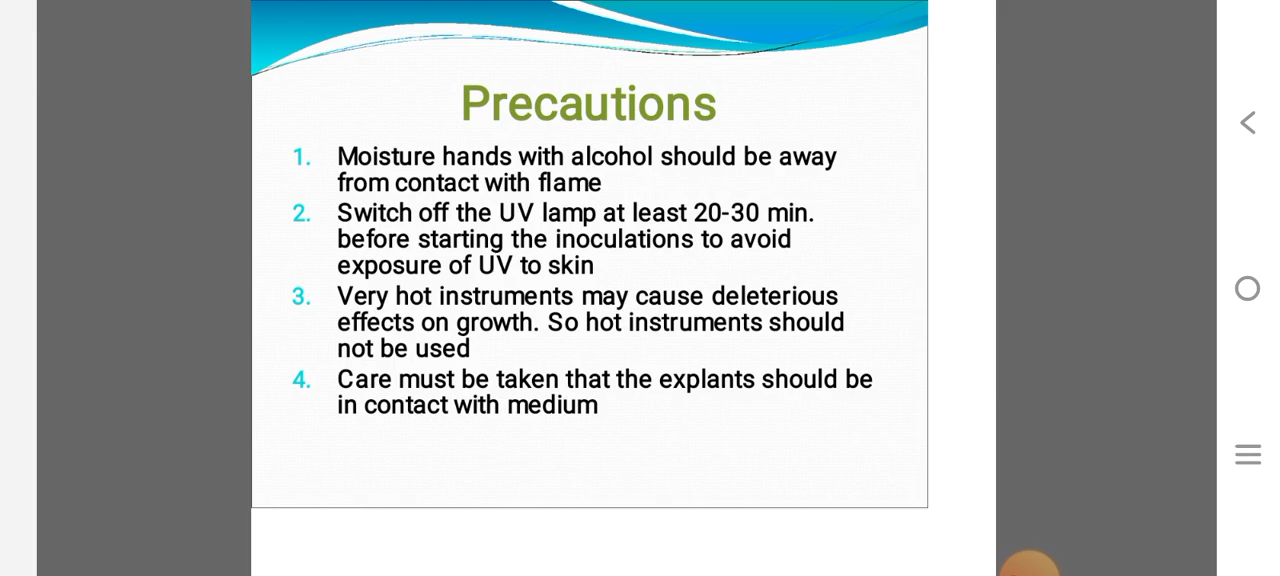 Precautions
1. Moisture hands with alcohol should be away
from contact with flame
2. Switch off the UV lamp at least 20-30 min.
before starting the inoculations to avoid
exposure of UV to skin
3. Very hot instruments may cause deleterious
effects on growth. So hot instruments should
not be used
4. Care must be taken that the explants should be
in contact with medium